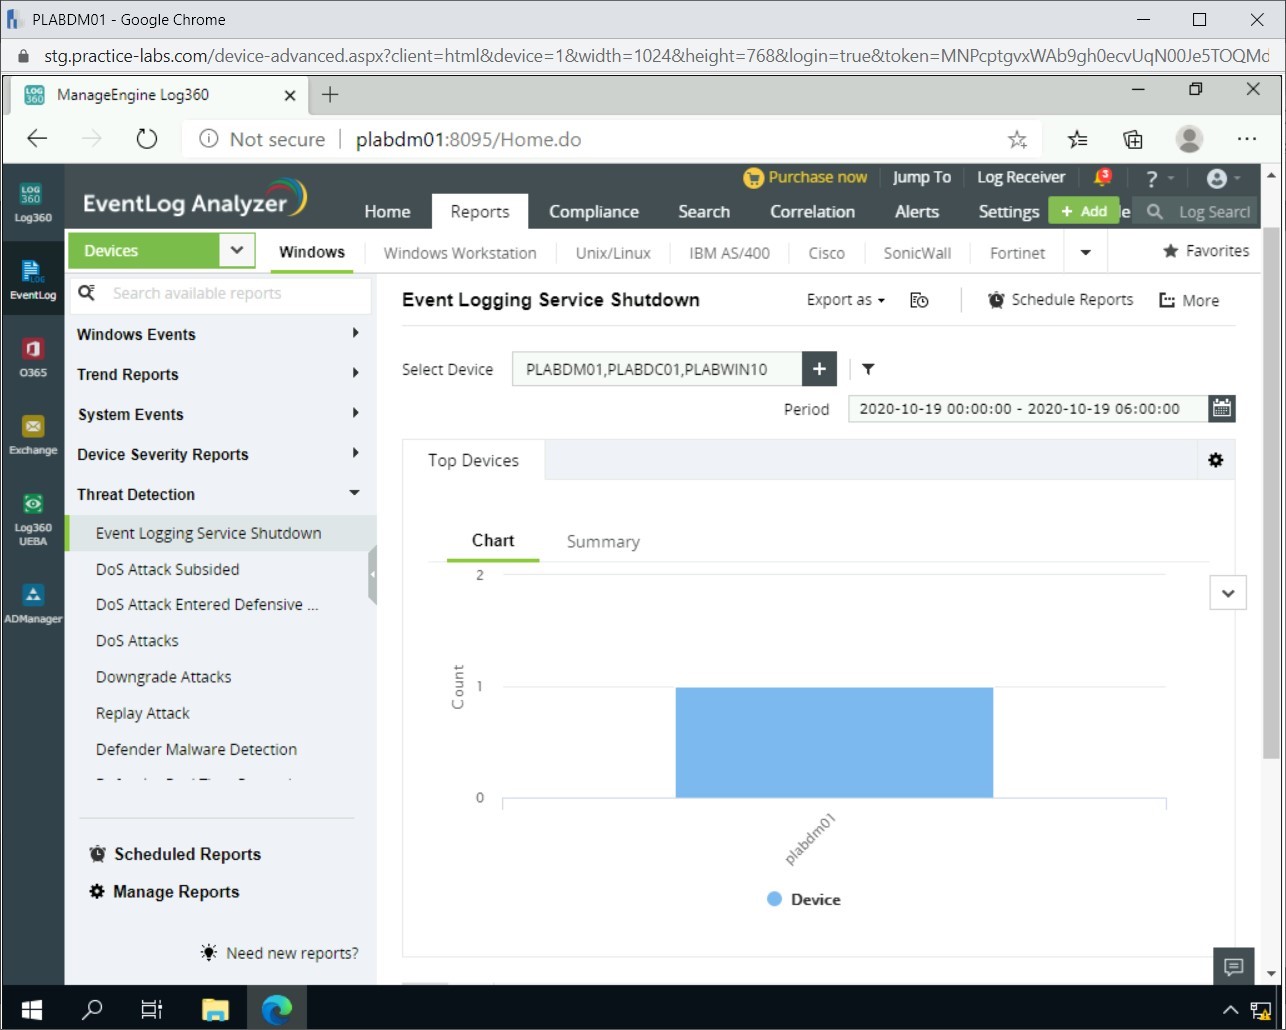 PLABDM01 - Google Chrome
stg.practice-labs.com/device-advanced.aspx?client=html&device=1&width=1024&height=768&login=true&token=MNPcptgvxWAb9gh0ecvUqN00Je5TOQMd
LOG 360
ManageEngine Log360
Not secure
plabdm01:8095/Home.do
LOG 360
Log360
EventLog Analyzer
Purchase now
Jump To
Log Receiver
3
?
Home
Reports
Compliance
Search
Correlation
Alerts
Settings
+ Add
Log Search
Devices
Windows
Windows Workstation
Unix/Linux
IBM AS/400
Cisco
SonicWall
Fortinet
Favorites
EventLog
O365
Exchange
Log360
UEBA
ADManager
Search available reports
Windows Events
Trend Reports
System Events
Device Severity Reports
Threat Detection
Event Logging Service Shutdown
DoS Attack Subsided
DoS Attack Entered Defensive ...
DoS Attacks
Downgrade Attacks
Replay Attack
Defender Malware Detection
Scheduled Reports
Manage Reports
Need new reports?
Event Logging Service Shutdown
Export as
Schedule Reports
More
Select Device
PLABDM01,PLABDC01,PLABWIN10
+
Period
2020-10-19 00:00:00 - 2020-10-19 06:00:00
Top Devices
Chart
Summary
2
1
0
Count
plabdm01
Device